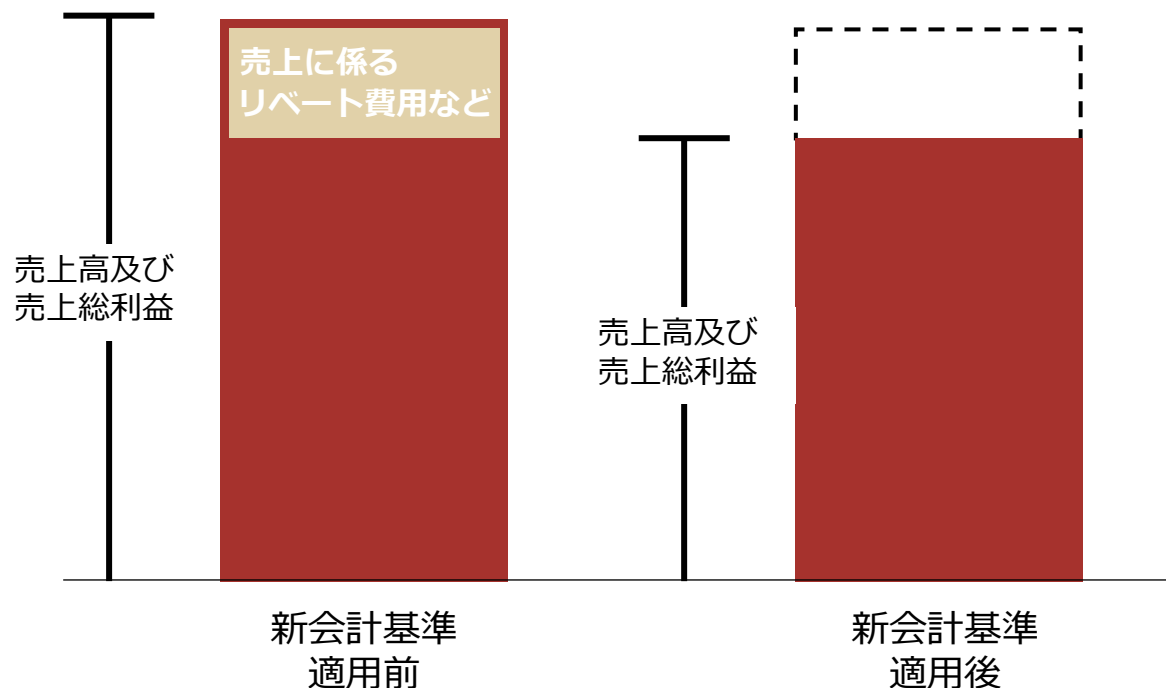 売上に係る
リベート費用など
売上高及び
売上総利益
売上高及び
売上総利益
新会計基準
適用前
新会計基準
適用後